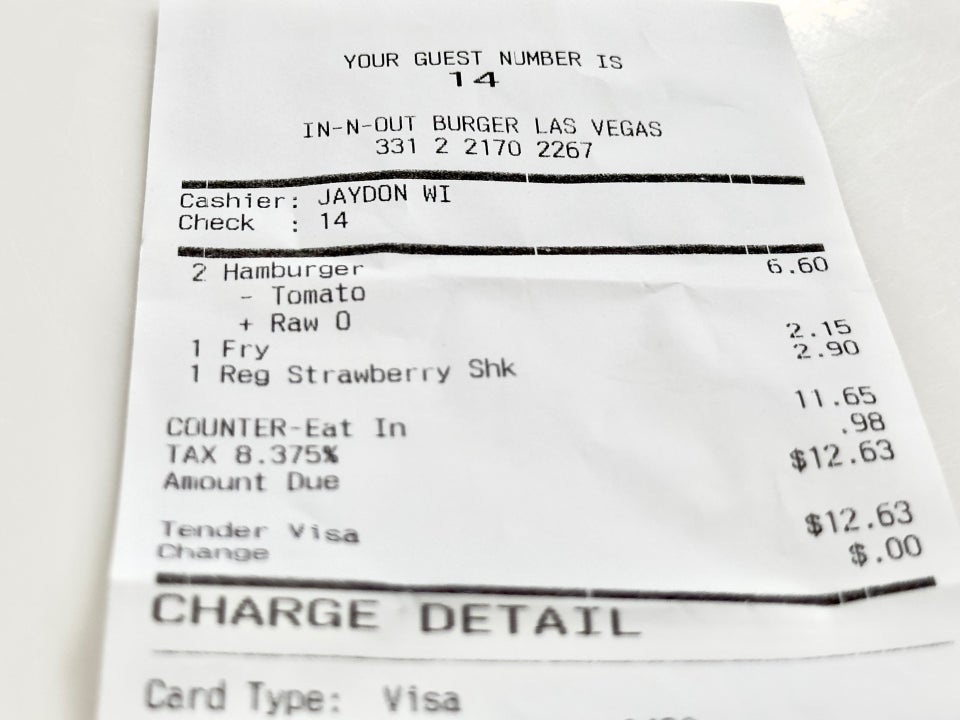 YOUR GUEST NUMBER IS
14
IN-N-OUT BURGER LAS VEGAS
331 2 2170 2267
Cashier: JAYDON WI
Check : 14
2 Hamburger 6.60
- Tomato
+ Raw O
1 Fry 2.15
1 Reg Strawberry Shk 2.90
COUNTER-Eat In 11.65
TAX 8.375% .98
Amount Due $12.63
Tender Visa $12.63
Change $.00
CHARGE DETAIL
Card Type: Visa